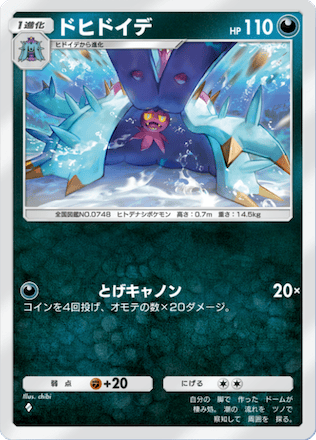 1進化
ドヒドイデ
HP 110
ヒドイデから進化
全国図鑑NO.0748 ヒトデナシポケモン 高さ:0.7m 重さ:14.5kg
とげキャノン 20×
コインを4回投げ、オモテの数×20ダメージ。
弱点 +20 にげる
Illus. chibi
自分の 脚で 作った ドームが
棲み処。 潮の 流れを ツノで
察知して 周囲を 探る。